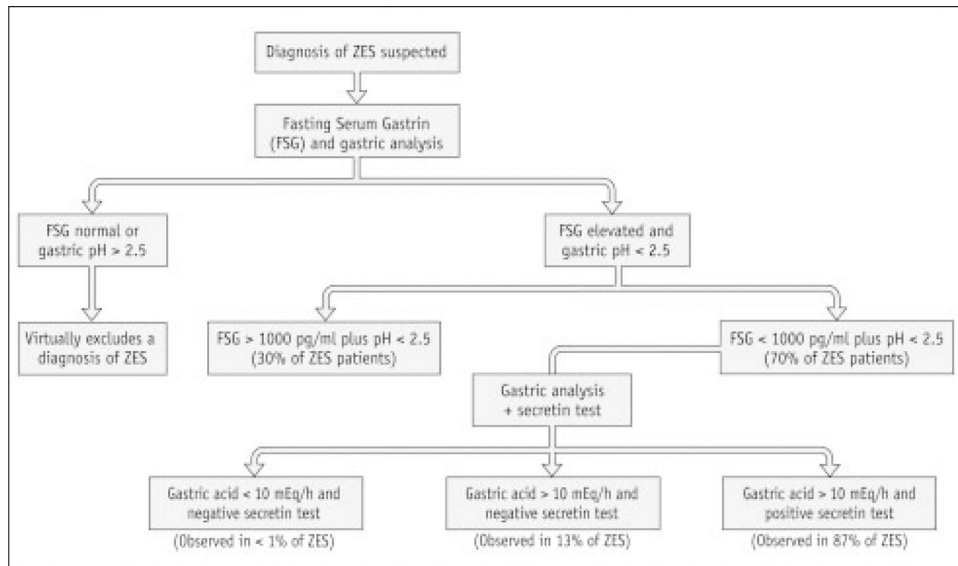 Diagnosis of ZES suspected
Fasting Serum Gastrin
(FSG) and gastric analysis
FSG normal or
gastric pH > 2.5
FSG elevated and
gastric pH < 2.5
Virtually excludes a
diagnosis of ZES
FSG > 1000 pg/ml plus pH < 2.5
(30% of ZES patients)
FSG < 1000 pg/ml plus pH < 2.5
(70% of ZES patients)
Gastric analysis
+ secretin test
Gastric acid < 10 mEq/h and
negative secretin test
(Observed in < 1% of ZES)
Gastric acid > 10 mEq/h and
negative secretin test
(Observed in 13% of ZES)
Gastric acid > 10 mEq/h and
positive secretin test
(Observed in 87% of ZES)